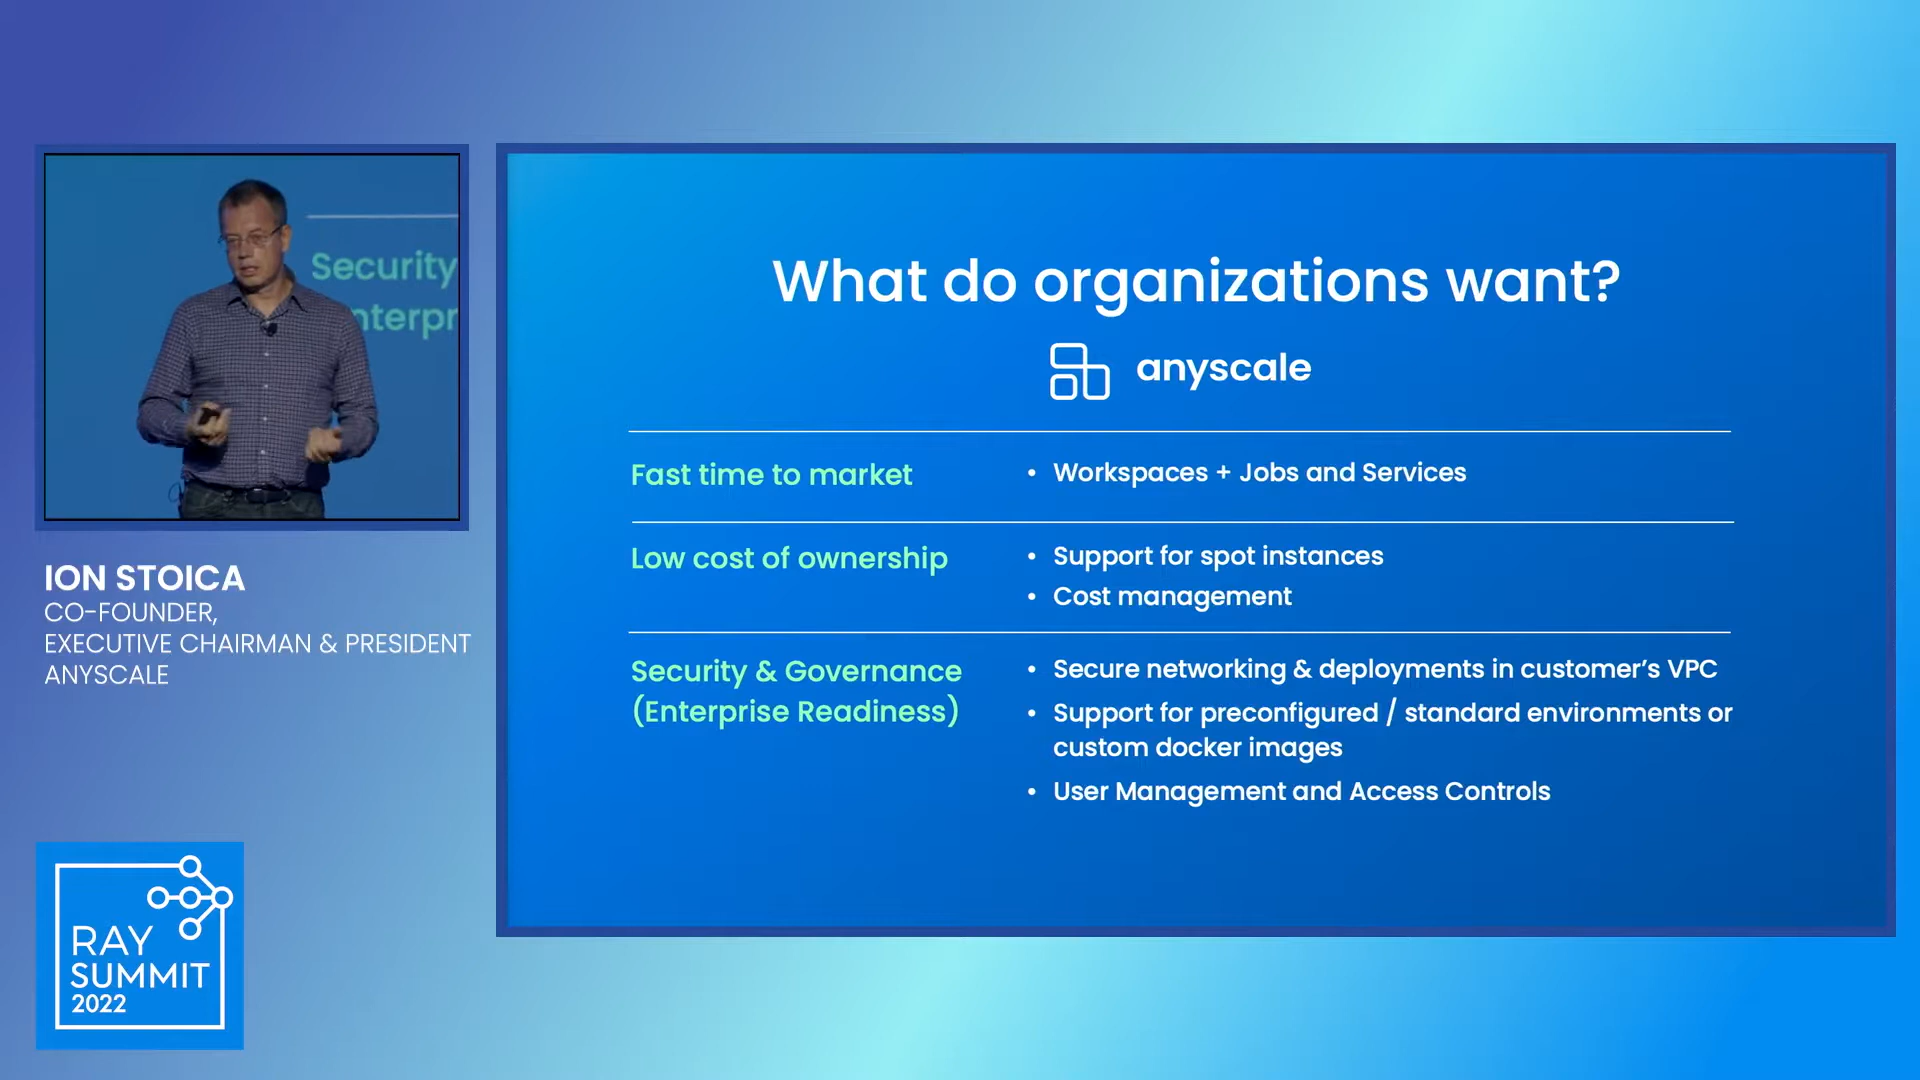 Security
nterpr
ION STOICA
CO-FOUNDER,
EXECUTIVE CHAIRMAN & PRESIDENT
ANYSCALE
RAY
SUMMIT
2022
What do organizations want?
anyscale
Fast time to market
• Workspaces + Jobs and Services
Low cost of ownership
• Support for spot instances
• Cost management
Security & Governance
(Enterprise Readiness)
• Secure networking & deployments in customer’s VPC
• Support for preconfigured / standard environments or
custom docker images
• User Management and Access Controls